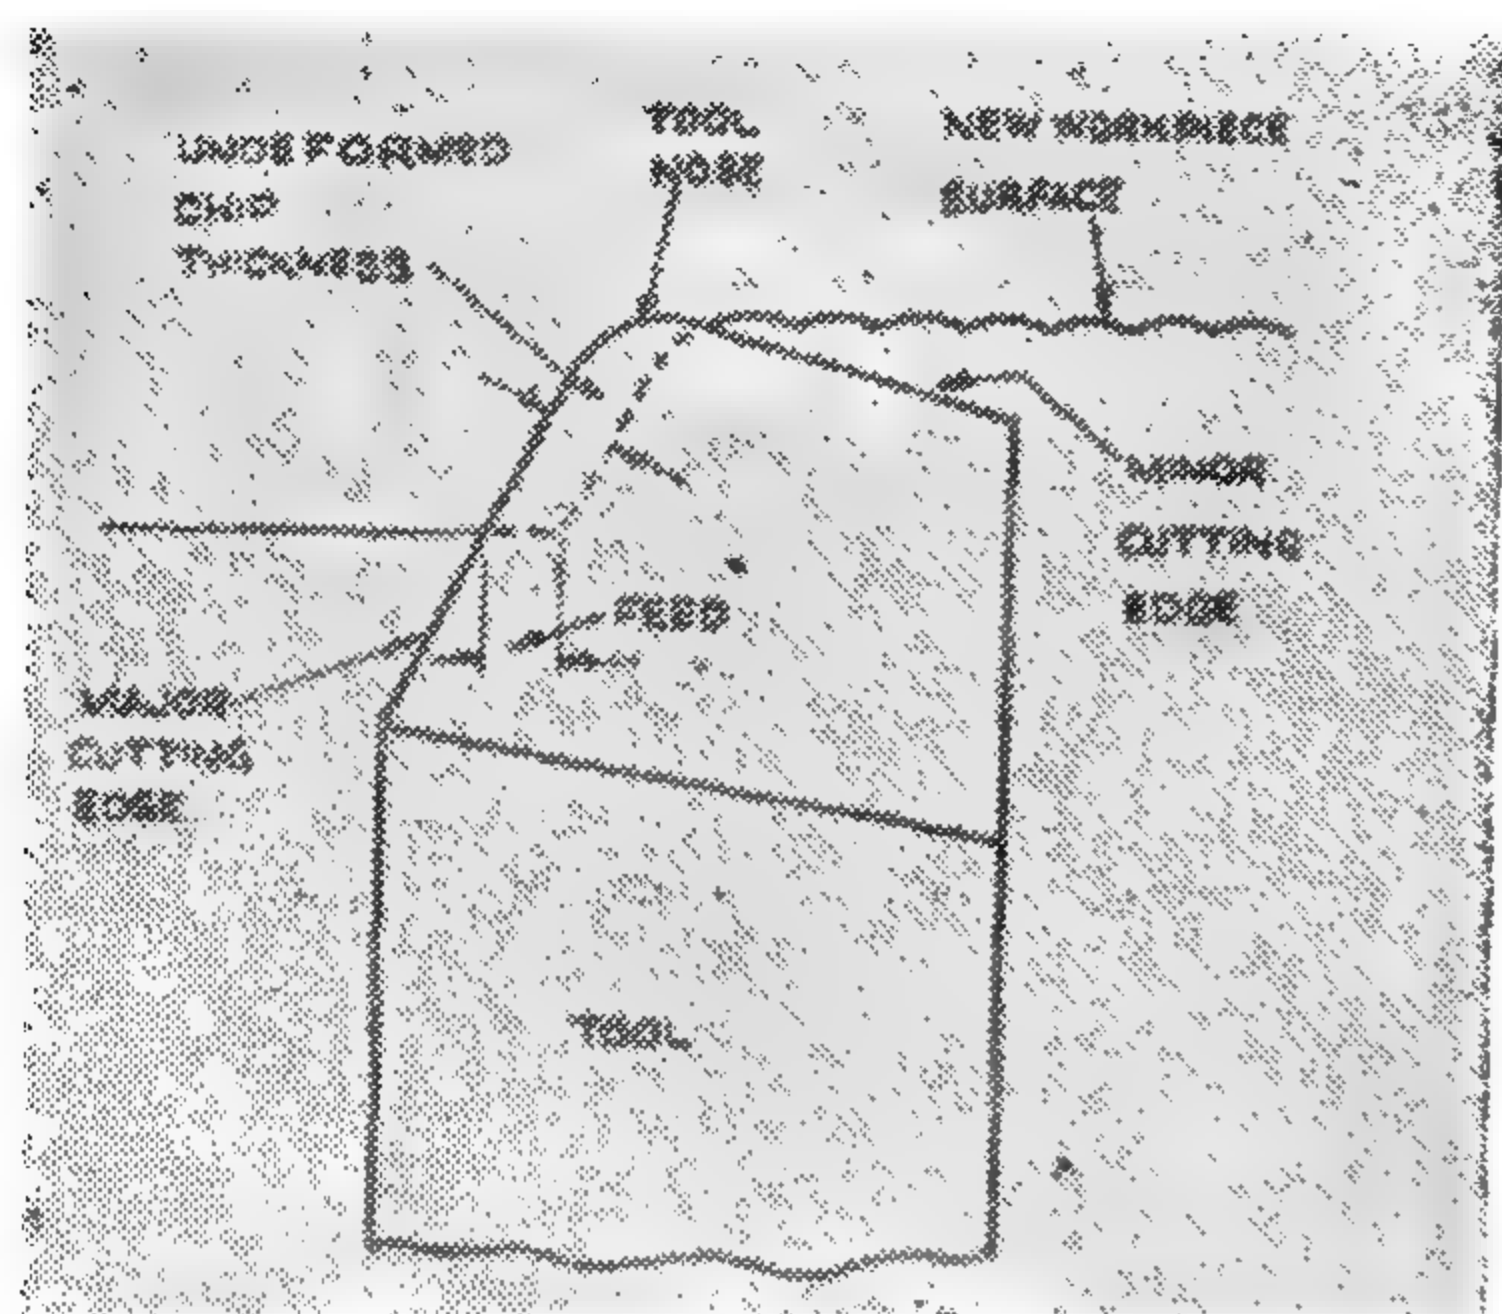 UNDEFORMED
CHIP
THICKNESS
TOOL
NOSE
NEW WORKPIECE
SURFACE
MINOR
CUTTING
EDGE
FEED
MAJOR
CUTTING
EDGE
TOOL